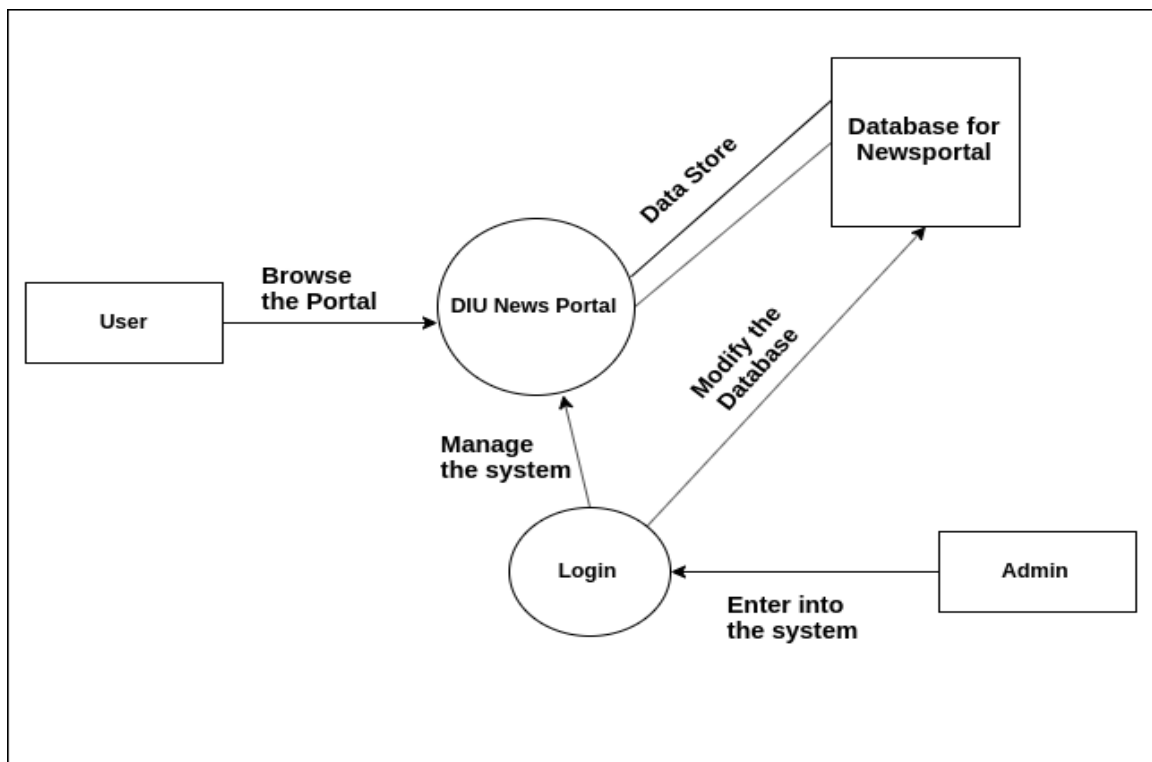 Database for
Newsportal
Data Store
Browse
the Portal
User
DIU News Portal
Modify the
Database
Manage
the system
Login
Admin
Enter into
the system